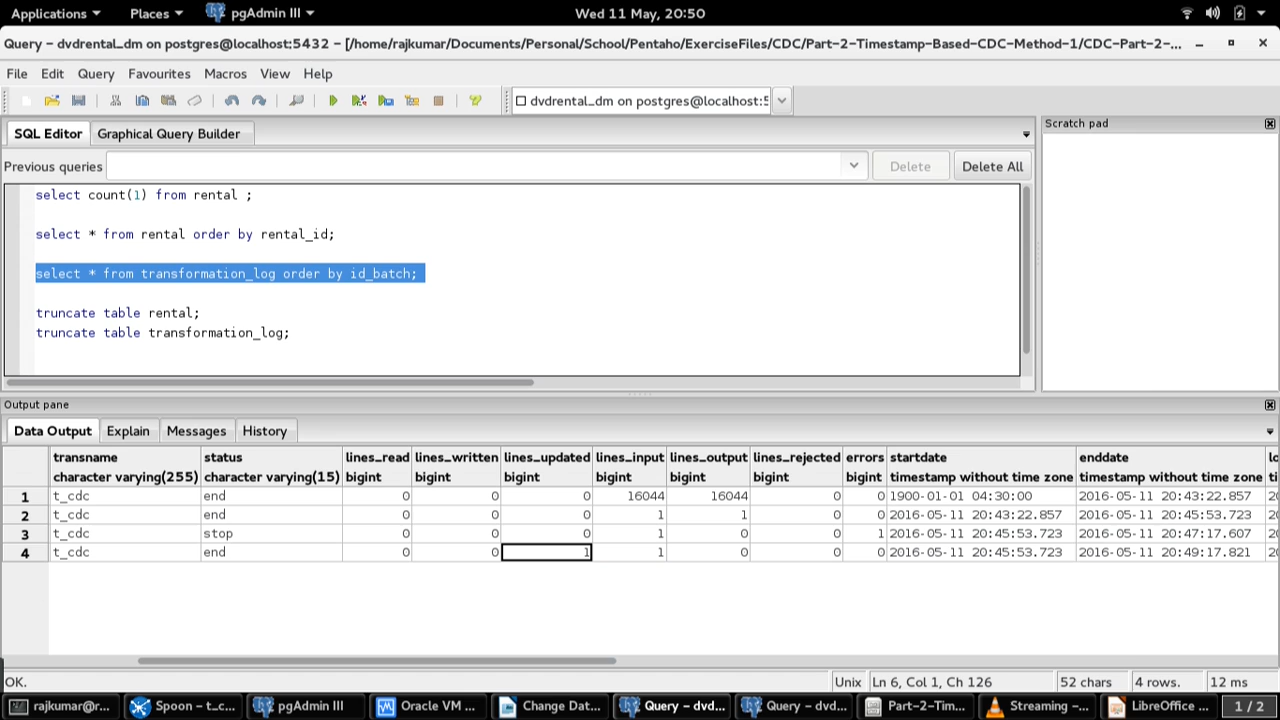 Applications Places pgAdmin III Wed 11 May, 20:50
Query - dvdrental_dm on postgres@localhost:5432 - [/home/rajkumar/Documents/Personal/School/Pentaho/ExerciseFiles/CDC/Part-2-Timestamp-Based-CDC-Method-1/CDC-Part-2-...
File Edit Query Favourites Macros View Help
dvdrental_dm on postgres@localhost:5
SQL Editor Graphical Query Builder
Scratch pad
Previous queries Delete Delete All
select count(1) from rental ;
select * from rental order by rental_id;
select * from transformation_log order by id_batch;
truncate table rental;
truncate table transformation_log;
Output pane
Data Output Explain Messages History
transname status lines_read lines_written lines_updated lines_input lines_output lines_rejected errors startdate enddate lo
character varying(255) character varying(15) bigint bigint bigint bigint bigint bigint bigint timestamp without time zone timestamp without time zone ti
1 t_cdc end 0 0 0 16044 16044 0 0 1900-01-01 04:30:00 2016-05-11 20:43:22.857 20
2 t_cdc end 0 0 0 1 1 0 0 2016-05-11 20:43:22.857 2016-05-11 20:45:53.723 20
3 t_cdc stop 0 0 0 1 0 0 1 2016-05-11 20:45:53.723 2016-05-11 20:47:17.607 20
4 t_cdc end 0 0 1 1 0 0 0 2016-05-11 20:45:53.723 2016-05-11 20:49:17.821 20
OK. Unix Ln 6, Col 1, Ch 126 52 chars 4 rows. 12 ms
rajkumar@r... Spoon - t_c... pgAdmin III Oracle VM ... Change Dat... Query - dvd... Query - dvd... Part-2-Tim... Streaming -... LibreOffice ... 1 / 2